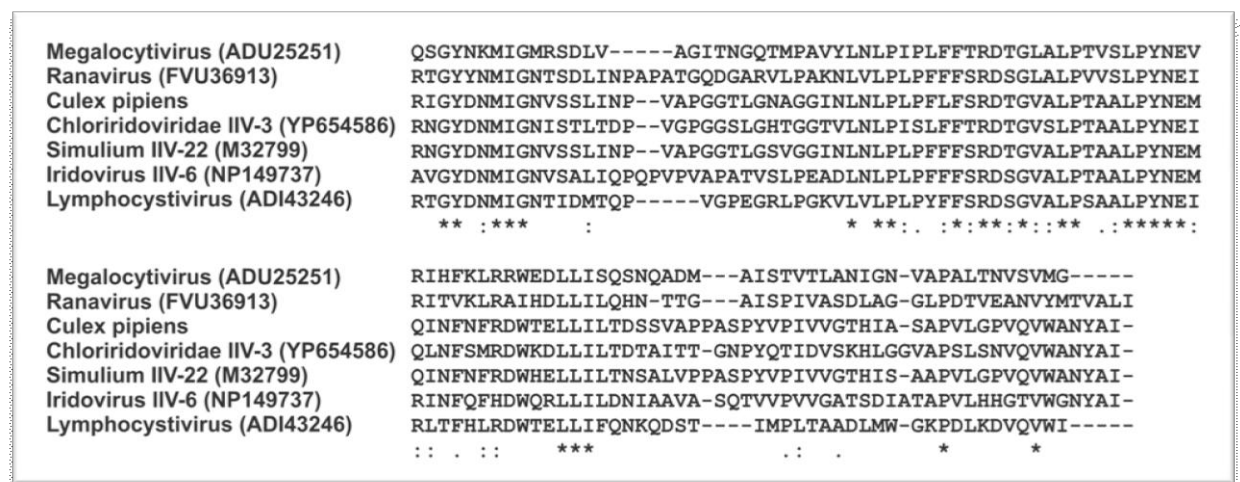 Megalocytivirus (ADU25251) QSGYNKMIGMRSDLV-----AGITNGQTMPAVYLNLPIPLFFTRDTGLALPTVSLPYNEV
Ranavirus (FVU36913) RTGYYNMIGNTSDLINPAPATGQDGARVLPAKNLVLPLPFFFSRDSGLALPVVSLPYNEI
Culex pipiens RIGYDNMIGNVSSLINP--VAPGGTLGNAGGINLNLPLPFLFSRDTGVALPTAALPYNEM
Chloriridoviridae IIV-3 (YP654586) RNGYDNMIGNISTLTDP--VGPGGSLGHTGGTVLNLPISLFFTRDTGVSLPTAALPYNEI
Simulium IIV-22 (M32799) RNGYDNMIGNVSSLINP--VAPGGTLGSVGGINLNLPLPFFFSRDTGVALPTAALPYNEM
Iridovirus IIV-6 (NP149737) AVGYDNMIGNVSALIQPQPVPVAPATVSLPEADLNLPLPFFFSRDTGVALPTAALPYNEM
Lymphocystivirus (ADI43246) RTGYDNMIGNTIDMTQP-----VGPEGRLPGKVLVLPLPYFFSRDSGVALPSAALPYNEI
** :*** : * **:. :*:**:*::** .:*****:
Megalocytivirus (ADU25251) RIHFKLRRWEDLLISQSNQADM---AISTVTLANIGN-VAPALTNVSVMG-----
Ranavirus (FVU36913) RITVKLRAIHDLLILQHN-TTG---AISPIVASDLAG-GLPDTVEANVYMTVALI
Culex pipiens QINFNFRDWTELLILTDSSVAPPASPYVPIVVGTHIA-SAPVLGPVQVWANYAI-
Chloriridoviridae IIV-3 (YP654586) QLNFSMRDWKDLLILTDTAITT-GNPYQTIDVSKHLGGVAPSLSNVQVWANYAI-
Simulium IIV-22 (M32799) QINFNFRDWHELLILTNSALVPPASPYVPIVVGTHIS-AAPVLGPVQVWANYAI-
Iridovirus IIV-6 (NP149737) RINFQFHDWQRLLILDNIAAVA-SQTVVPVVGATSDIATAPVLHHGTVWGNYAI-
Lymphocystivirus (ADI43246) RLTFHLRDWTELLIFQNKQDST----IMPLTAADLMW-GKPDLKDVQVWI-----
:: . :: *** .: . * *